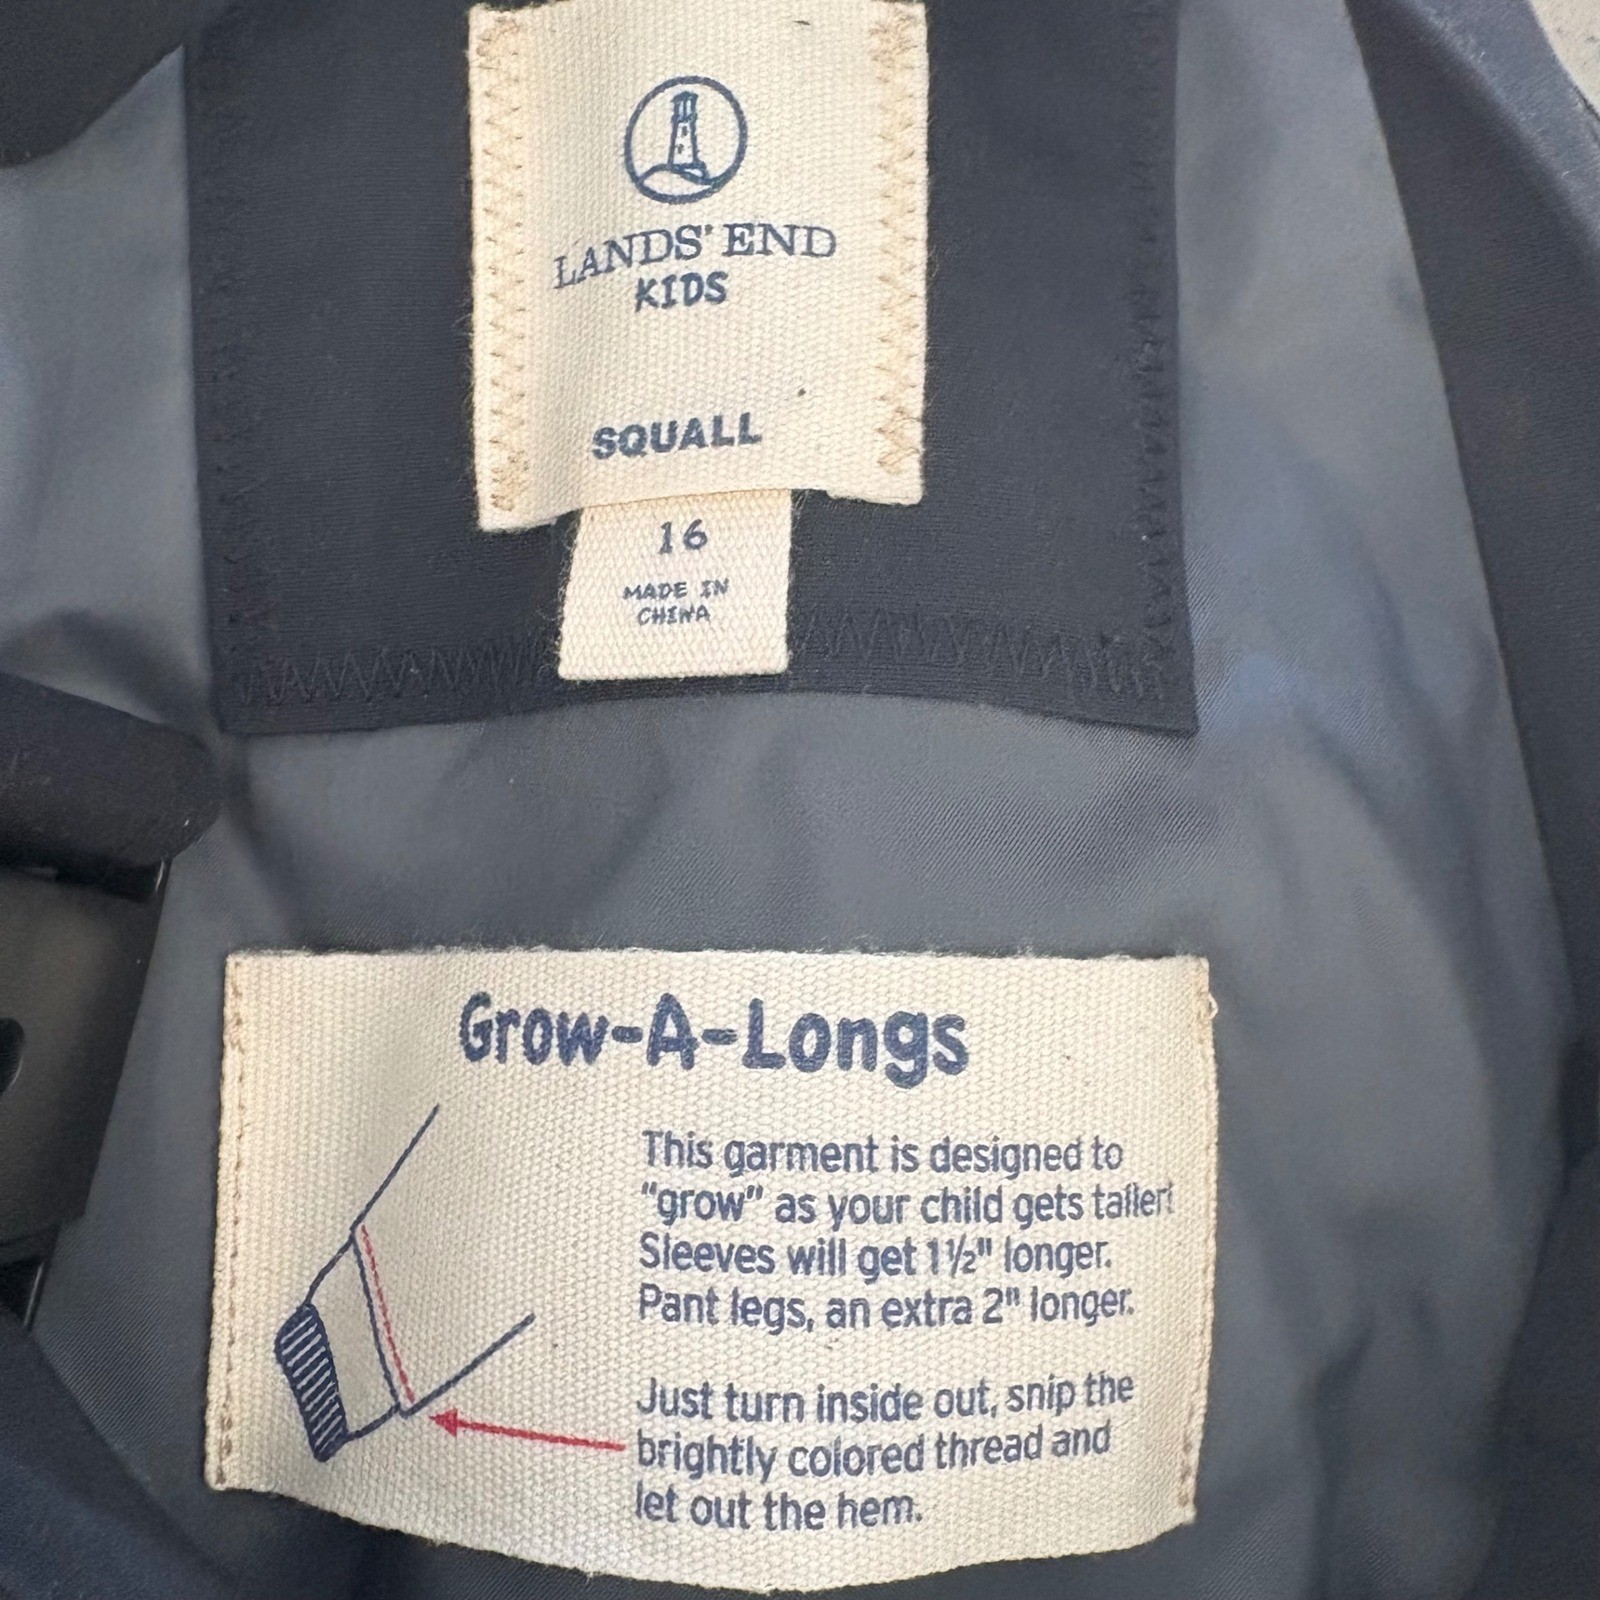 LANDS' END
KIDS
SQUALL
16
MADE IN
CHINA
Grow-A-Longs
This garment is designed to
"grow" as your child gets taller!
Sleeves will get 1½" longer.
Pant legs, an extra 2" longer.
Just turn inside out, snip the
brightly colored thread and
let out the hem.